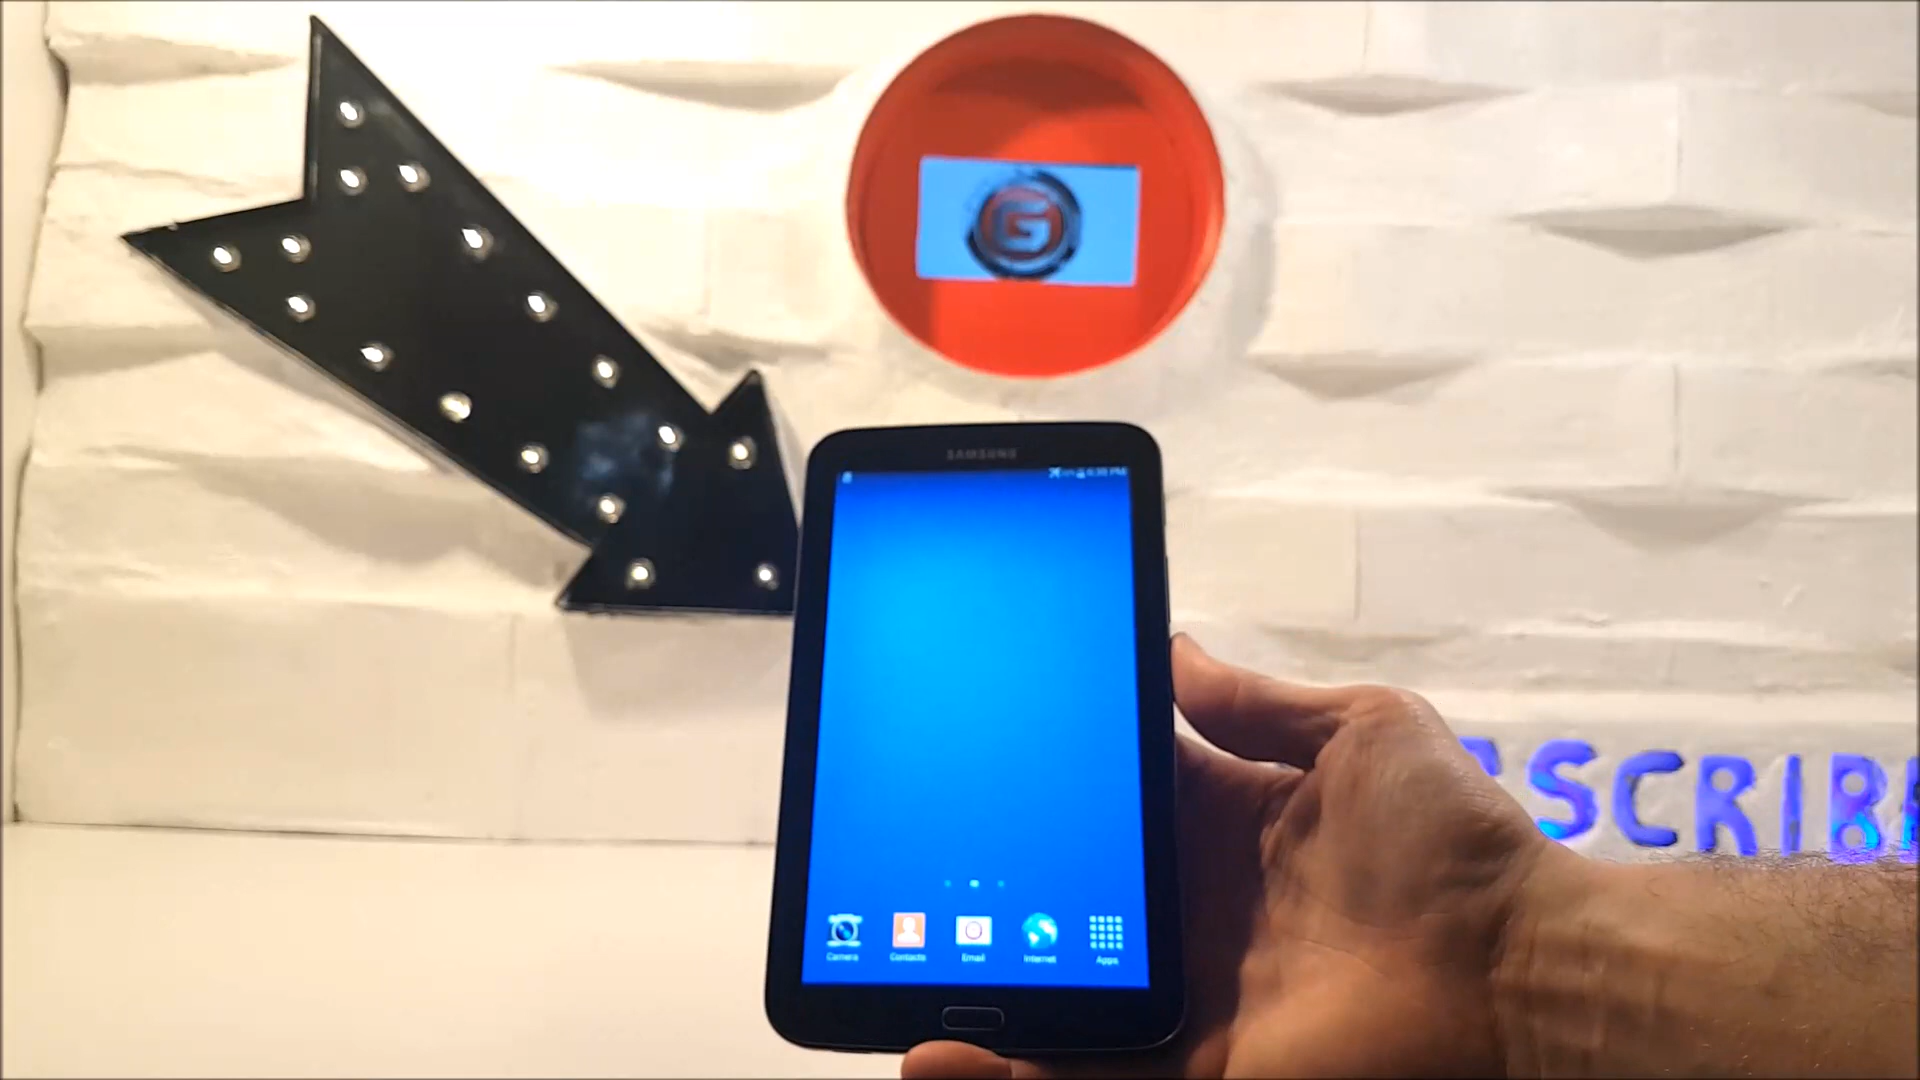 G
SAMSUNG
Camera
Contacts
Email
Internet
Apps
SCRIB